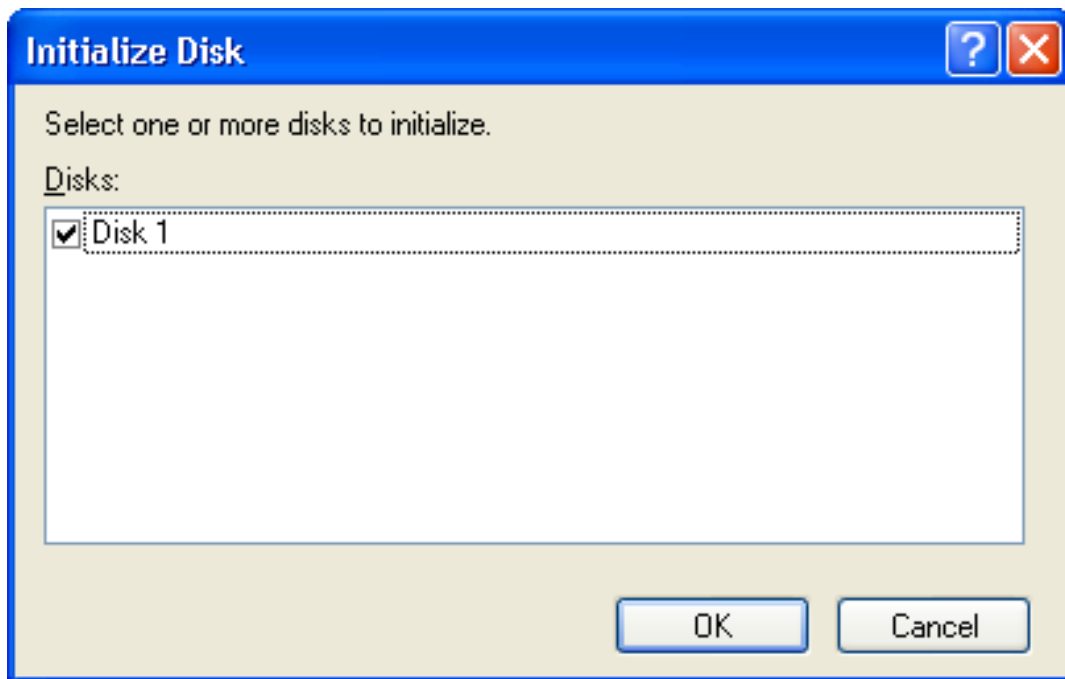 Initialize Disk
Select one or more disks to initialize.
Disks:
Disk 1
OK Cancel